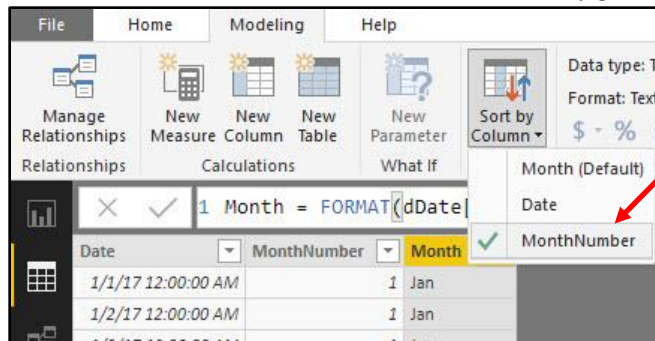 File Home Modeling Help
Manage Relationships
New Measure
New Column
New Table
New Parameter
Sort by Column
Data type:
Format: Text
$ - %
Relationships Calculations What If
Month (Default)
Date
MonthNumber
1 Month = FORMAT(dDate[
Date MonthNumber Month
1/1/17 12:00:00 AM 1 Jan
1/2/17 12:00:00 AM 1 Jan